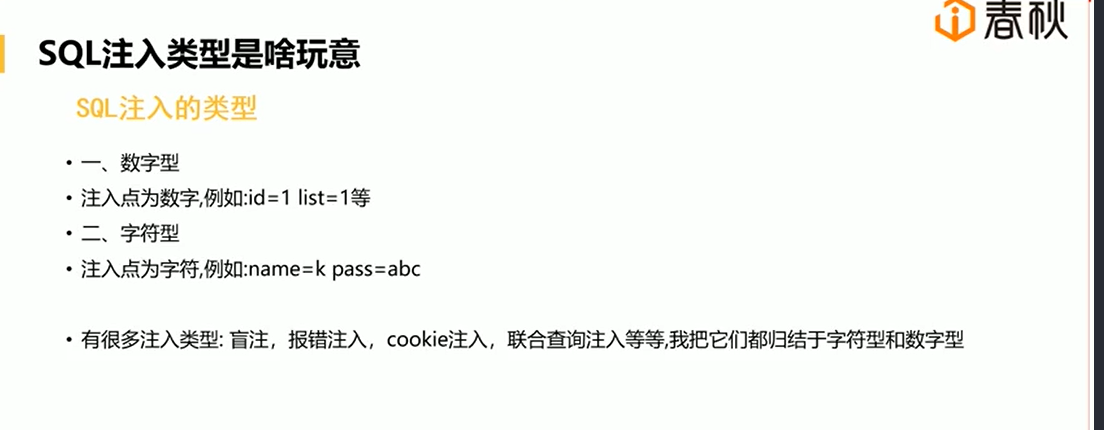 春秋
SQL注入类型是啥玩意
SQL注入的类型
• 一、数字型
• 注入点为数字,例如:id=1 list=1等
• 二、字符型
• 注入点为字符,例如:name=k pass=abc
• 有很多注入类型: 盲注，报错注入，cookie注入，联合查询注入等等,我把它们都归结于字符型和数字型